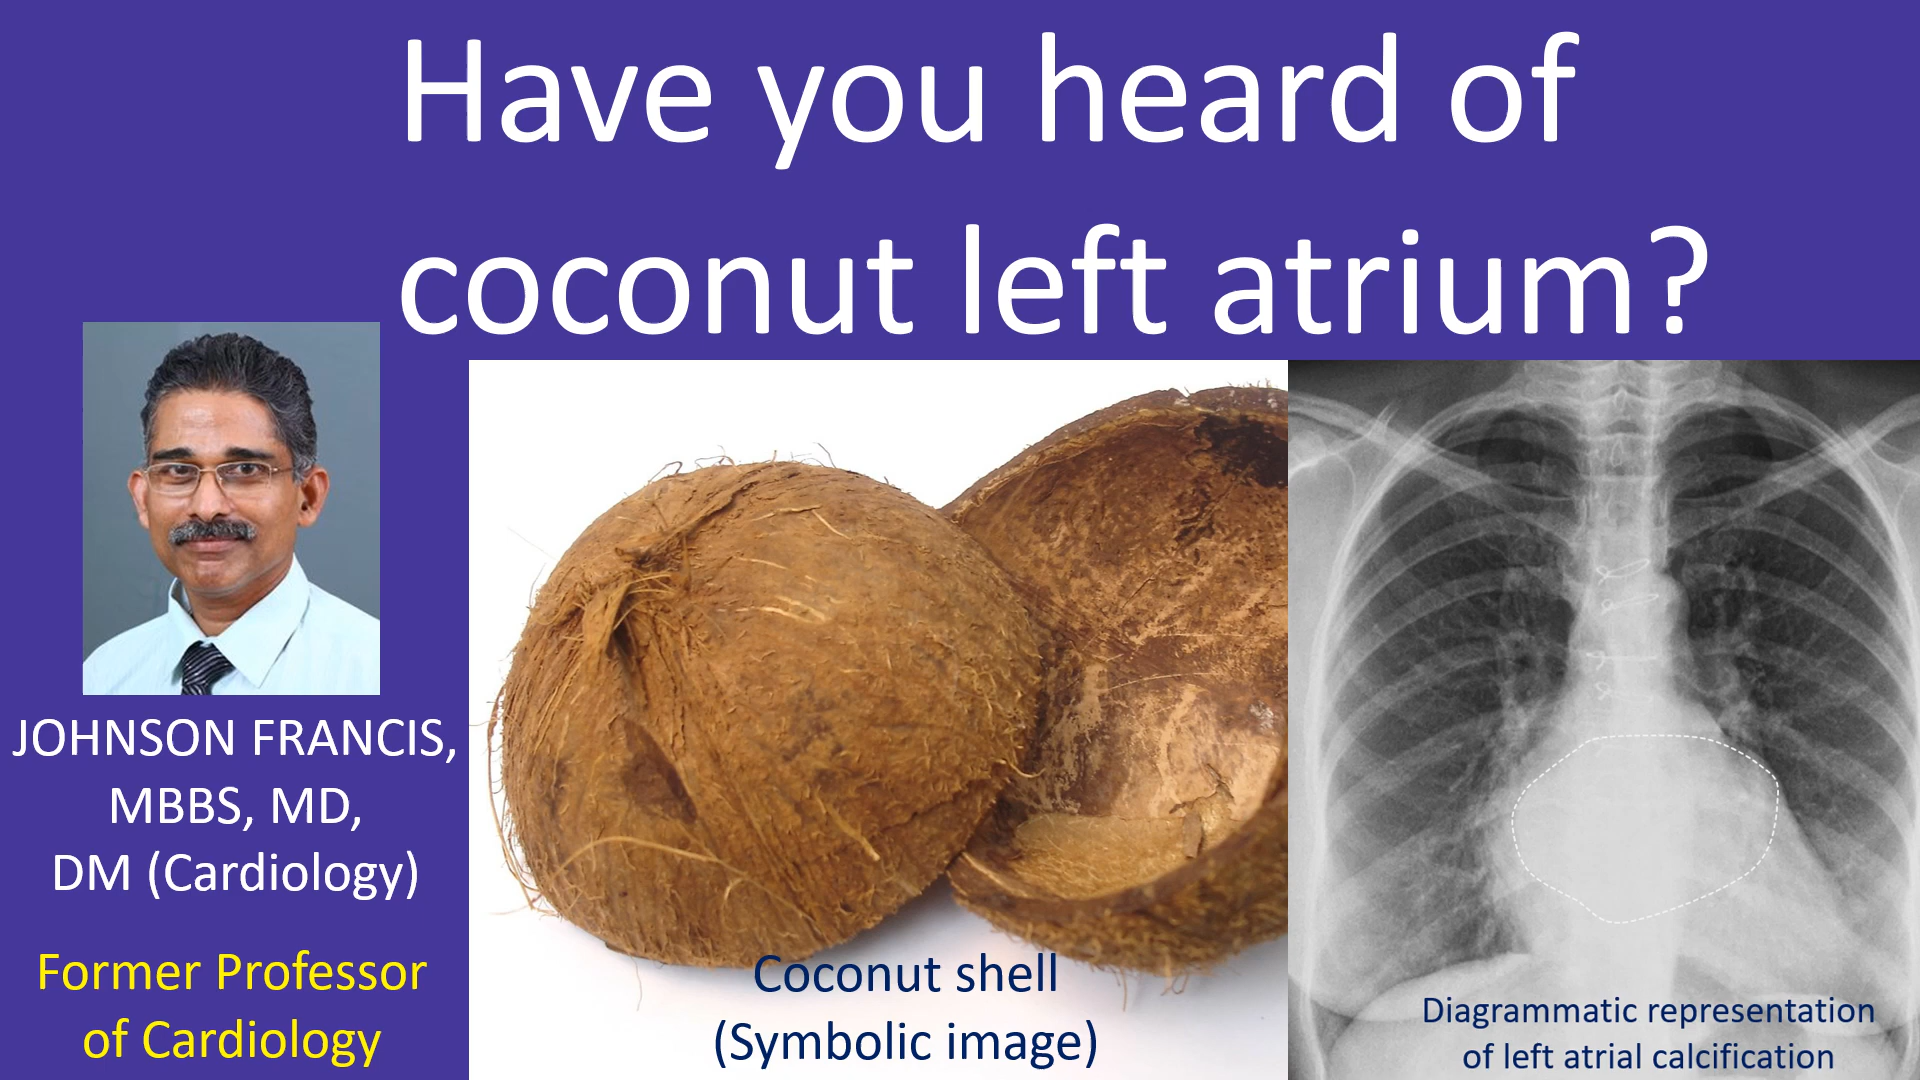 Have you heard of
coconut left atrium?
JOHNSON FRANCIS,
MBBS, MD,
DM (Cardiology)
Former Professor
of Cardiology
Coconut shell
(Symbolic image)
Diagrammatic representation
of left atrial calcification